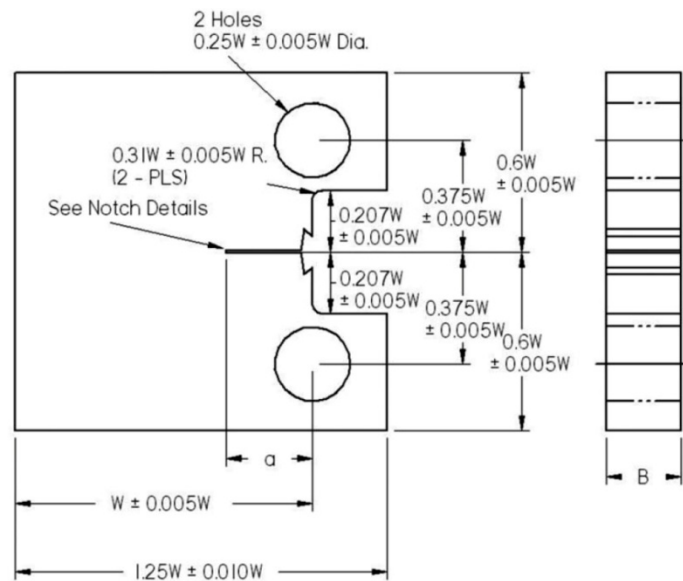 2 Holes
0.25W ± 0.005W Dia.
0.31W ± 0.005W R.
(2 - PLS)
See Notch Details
0.207W
± 0.005W
0.375W
± 0.005W
0.6W
± 0.005W
0.207W
± 0.005W
0.375W
± 0.005W
0.6W
± 0.005W
a
B
W ± 0.005W
1.25W ± 0.010W